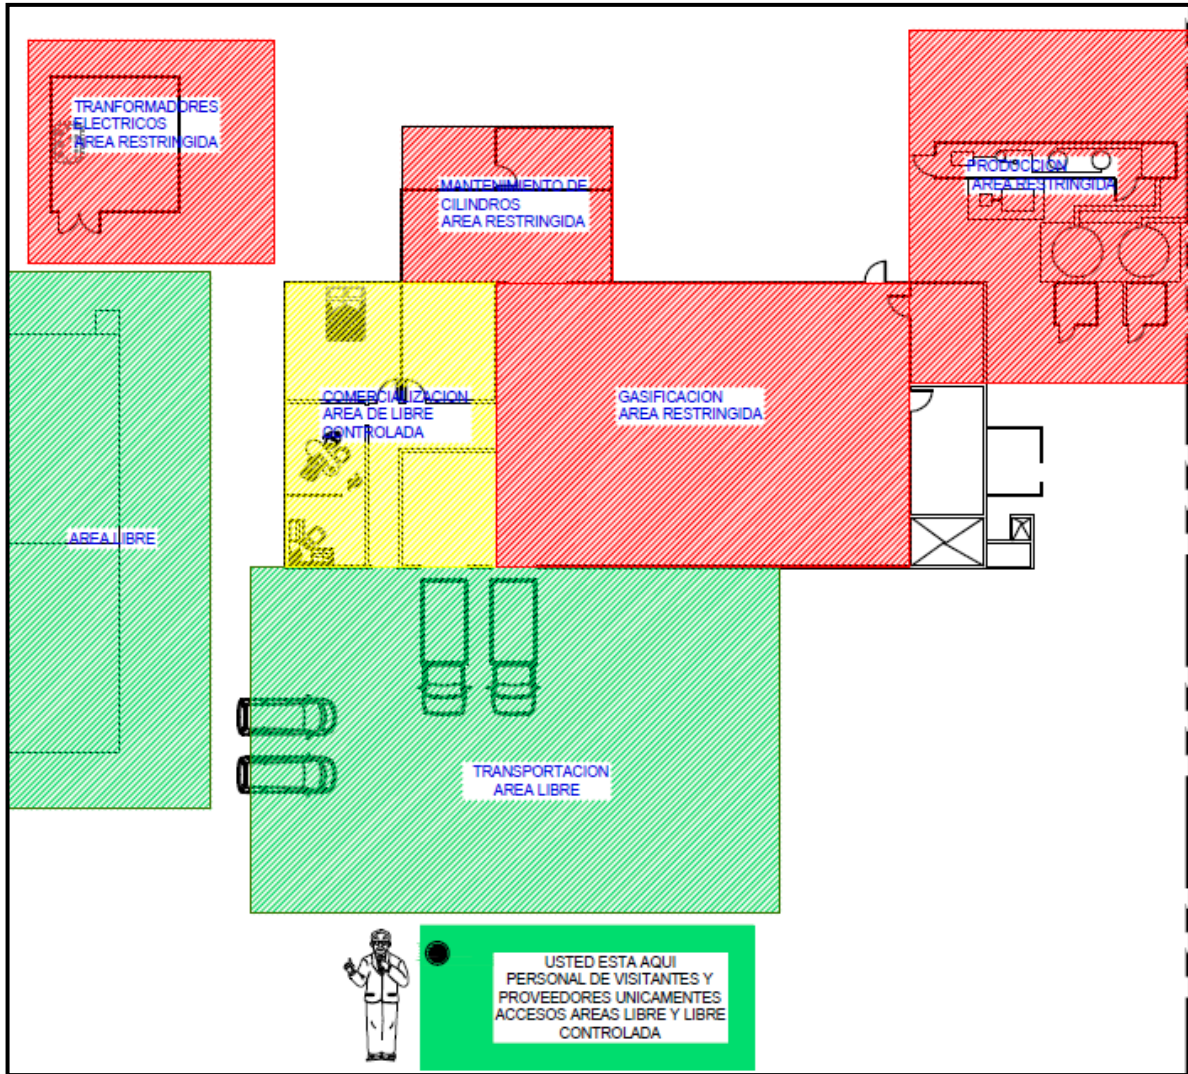 TRANFORMADORES
ELECTRICOS
AREA RESTRINGIDA
MANTENIMIENTO DE
CILINDROS
AREA RESTRINGIDA
PRODUCCION
AREA RESTRINGIDA
COMERCIALIZACION
AREA DE LIBRE
CONTROLADA
GASIFICACION
AREA RESTRINGIDA
AREA LIBRE
TRANSPORTACION
AREA LIBRE
USTED ESTA AQUI
PERSONAL DE VISITANTES Y
PROVEEDORES UNICAMENTES
ACCESOS AREAS LIBRE Y LIBRE
CONTROLADA